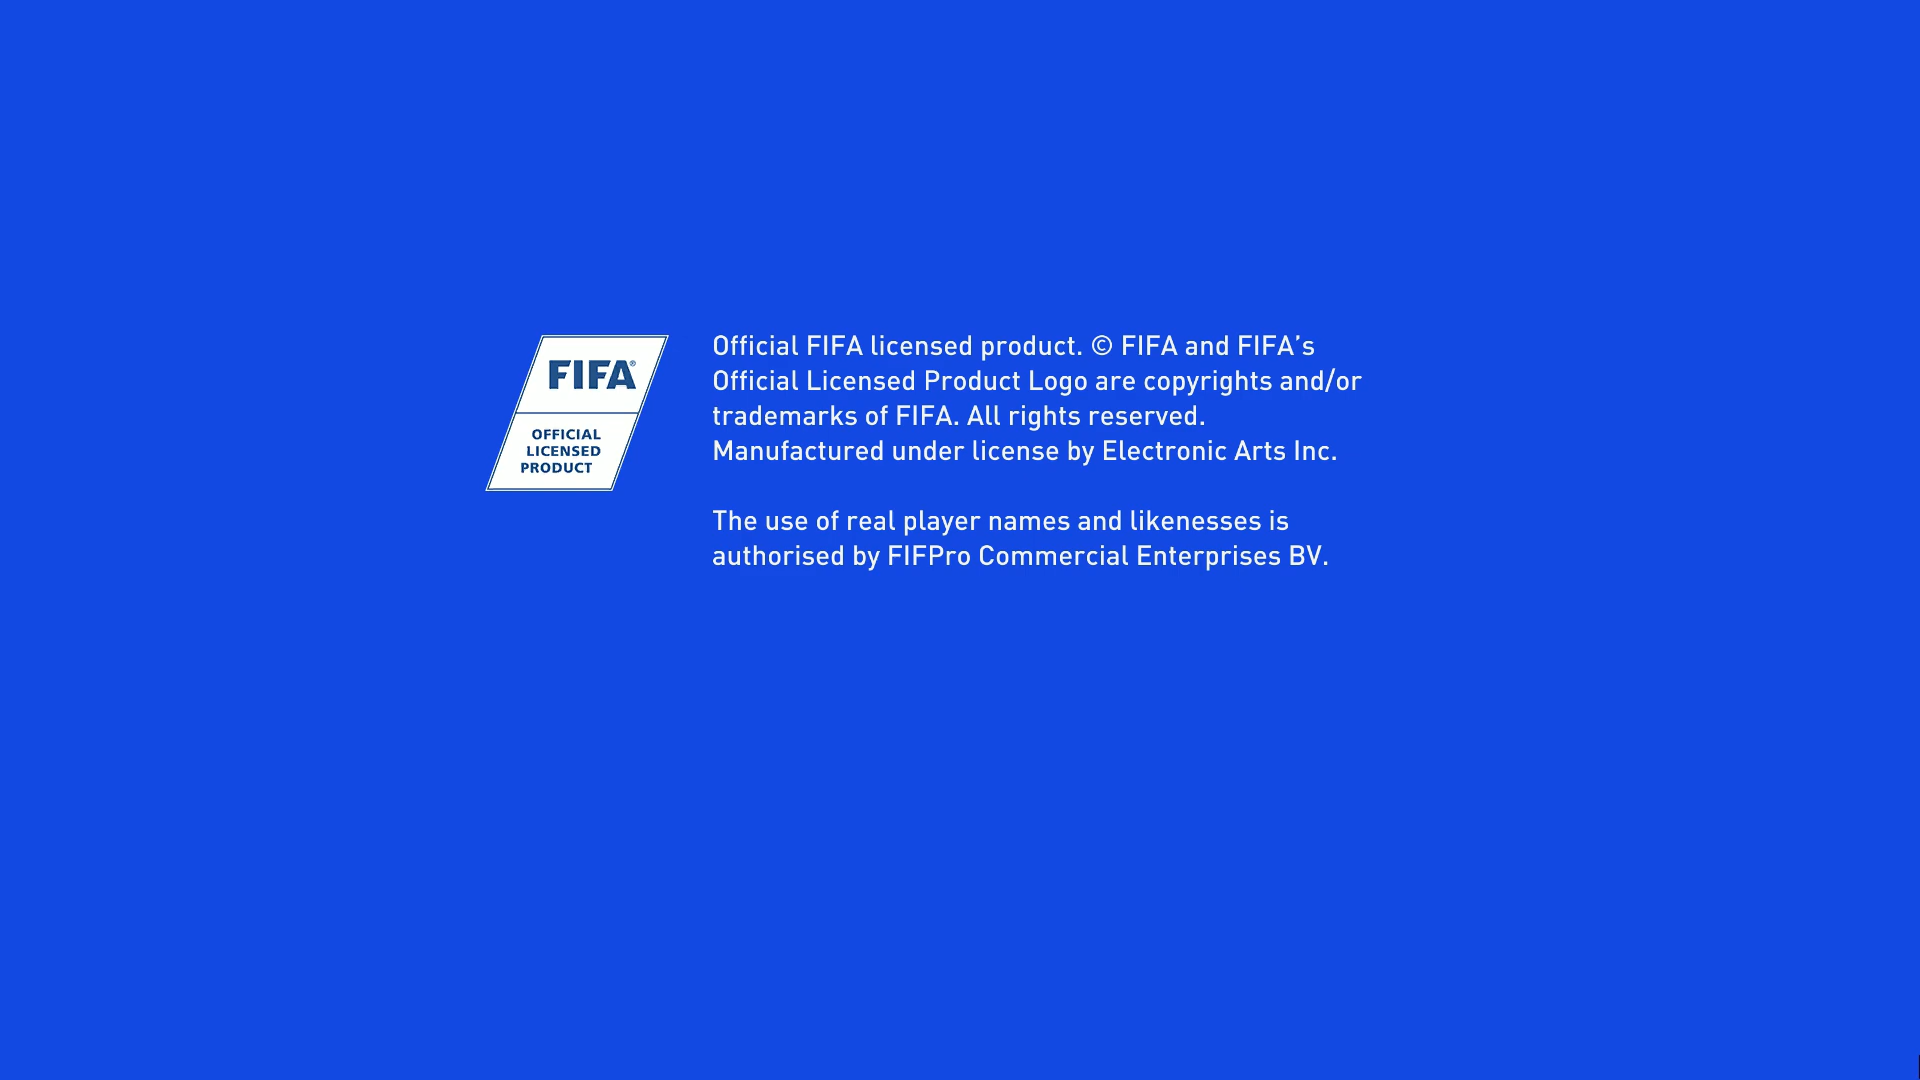 FIFA®
OFFICIAL
LICENSED
PRODUCT
Official FIFA licensed product. © FIFA and FIFA’s
Official Licensed Product Logo are copyrights and/or
trademarks of FIFA. All rights reserved.
Manufactured under license by Electronic Arts Inc.
The use of real player names and likenesses is
authorised by FIFPro Commercial Enterprises BV.